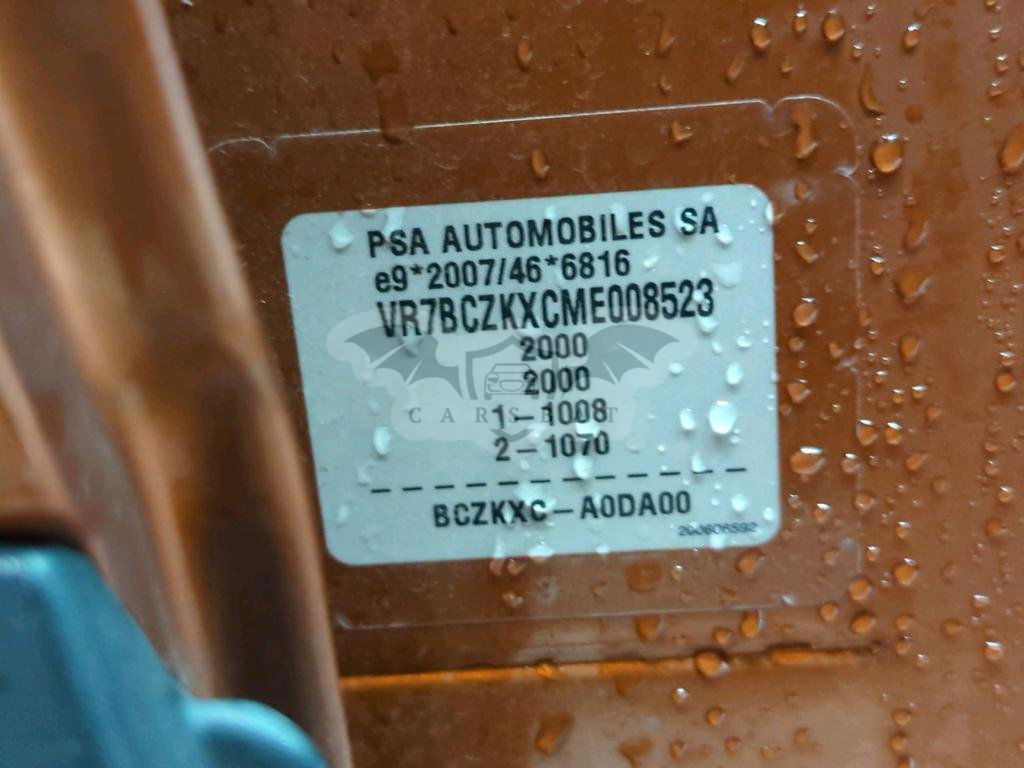 PSA AUTOMOBILES SA
e9*2007/46*6816
VR7BCZKXCME008523
2000
2000
1-1008
2-1070
BCZKXC-A0DA00